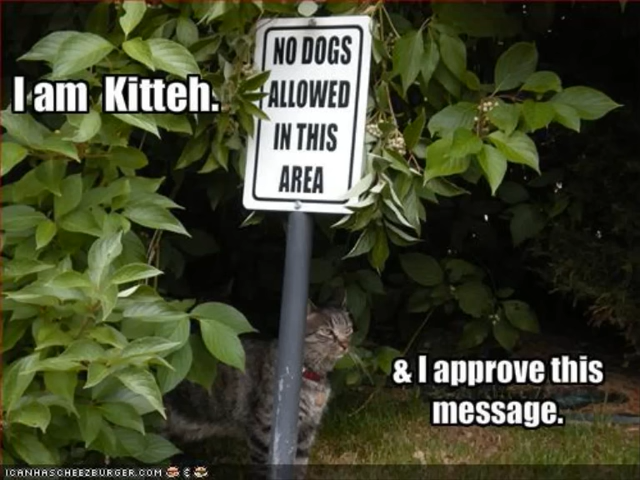 NO DOGS
ALLOWED
IN THIS
AREA
I am Kitteh.
& I approve this
message.
ICANHASCHEEZBURGER.COM